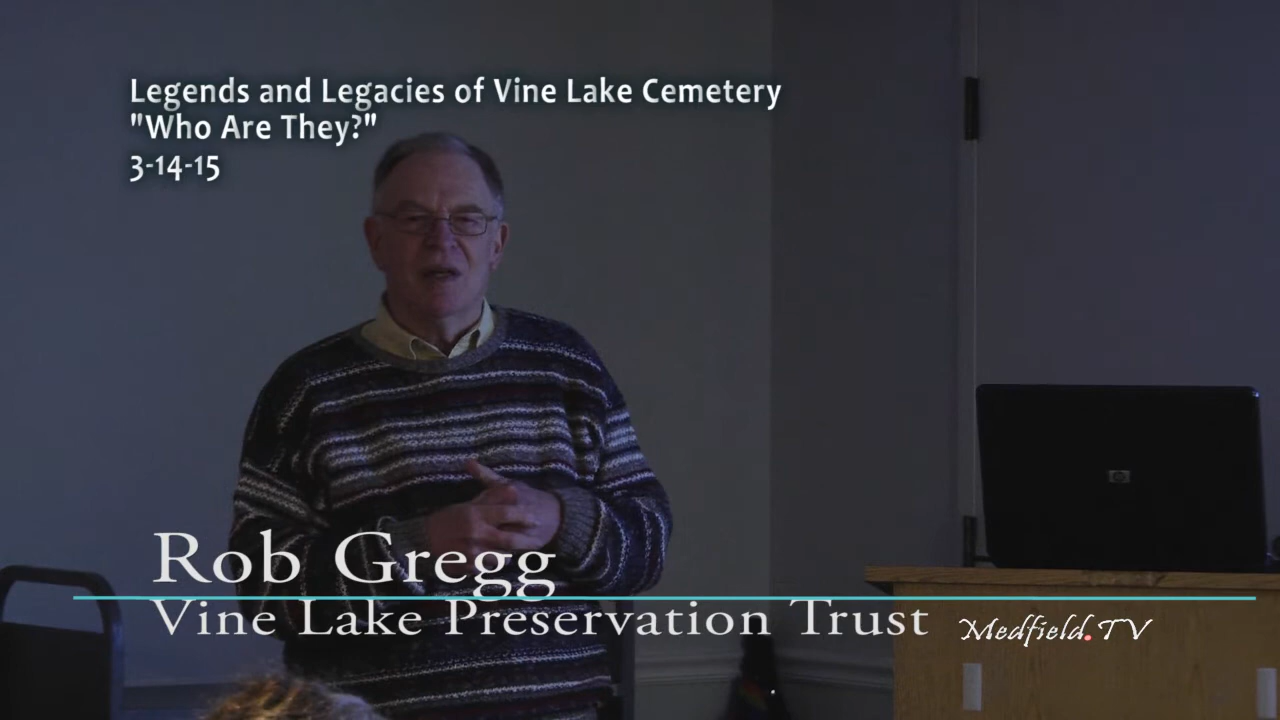 Legends and Legacies of Vine Lake Cemetery
"Who Are They?"
3-14-15
Rob Gregg
Vine Lake Preservation Trust
Medfield.TV
hp